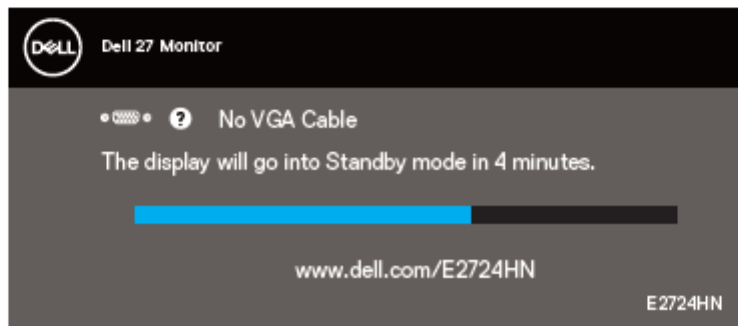 DELL
Dell 27 Monitor
? No VGA Cable
The display will go into Standby mode in 4 minutes.
www.dell.com/E2724HN
E2724HN